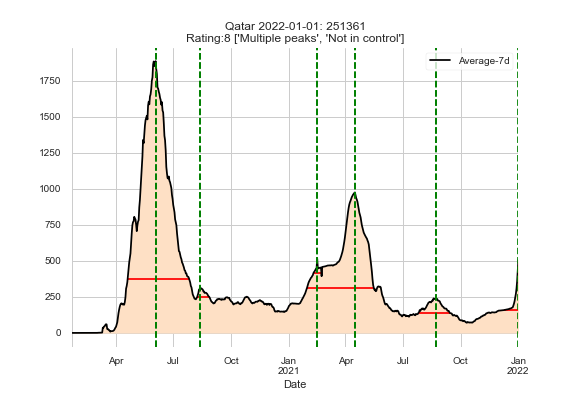 Qatar 2022-01-01: 251361
Rating:8 ['Multiple peaks', 'Not in control']
Average-7d
1750
1500
1250
1000
750
500
250
0
Apr Jul Oct Jan Apr Jul Oct Jan
2021 2022
Date